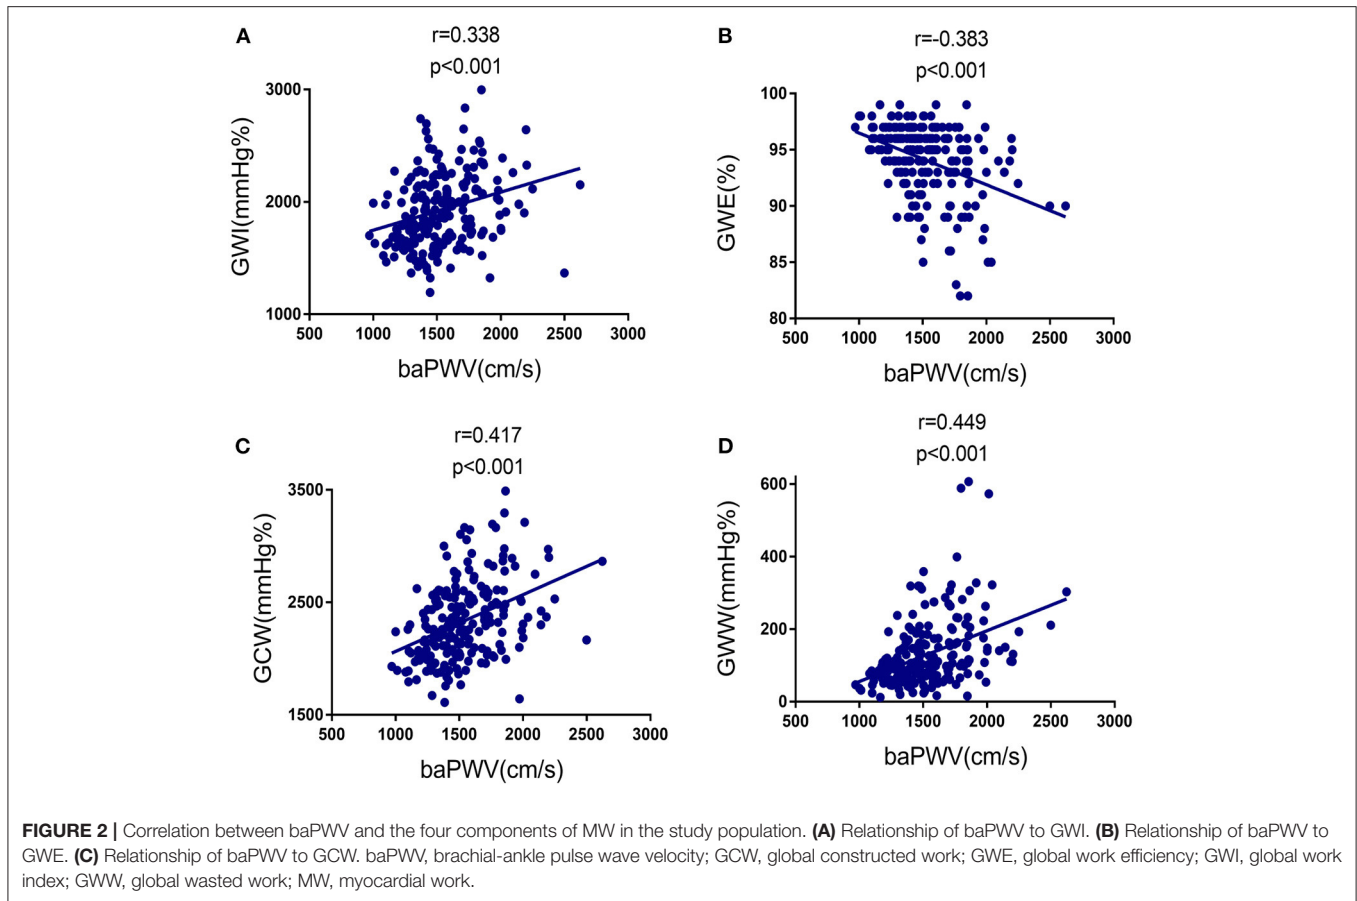 A
r=0.338
p<0.001
3000
2000
1000
GWI(mmHg%)
500 1000 1500 2000 2500 3000
baPWV(cm/s)
B
r=-0.383
p<0.001
100
95
90
85
80
GWE(%)
500 1000 1500 2000 2500 3000
baPWV(cm/s)
C
r=0.417
p<0.001
3500
2500
1500
GCW(mmHg%)
500 1000 1500 2000 2500 3000
baPWV(cm/s)
D
r=0.449
p<0.001
600
400
200
0
GWW(mmHg%)
500 1000 1500 2000 2500 3000
baPWV(cm/s)
FIGURE 2 | Correlation between baPWV and the four components of MW in the study population. (A) Relationship of baPWV to GWI. (B) Relationship of baPWV to
GWE. (C) Relationship of baPWV to GCW. baPWV, brachial-ankle pulse wave velocity; GCW, global constructed work; GWE, global work efficiency; GWI, global work
index; GWW, global wasted work; MW, myocardial work.